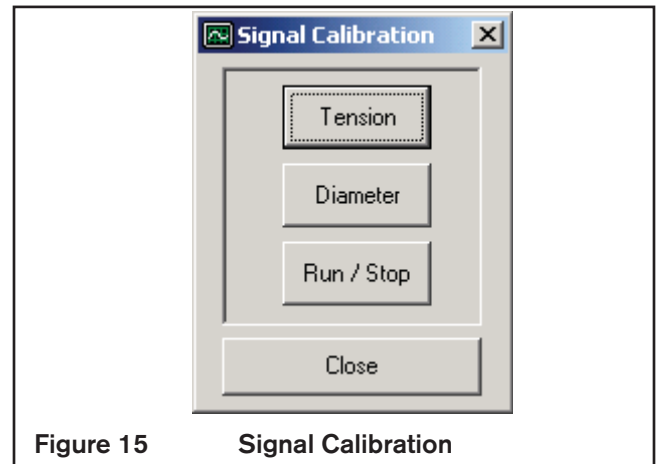 Signal Calibration
Tension
Diameter
Run / Stop
Close
Figure 15 Signal Calibration